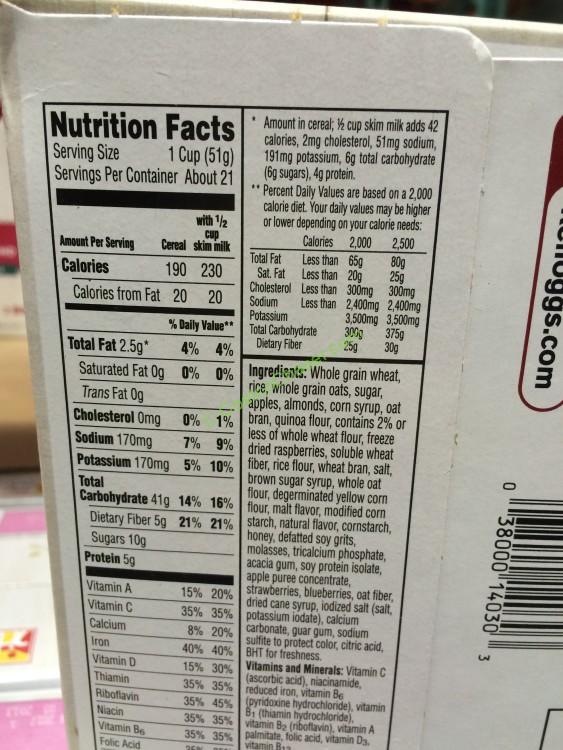 Nutrition Facts
Serving Size 1 Cup (51g)
Servings Per Container About 21
Amount Per Serving Cereal with 1/2 cup skim milk
Calories 190 230
Calories from Fat 20 20
% Daily Value**
Total Fat 2.5g* 4% 4%
Saturated Fat 0g 0% 0%
Trans Fat 0g
Cholesterol 0mg 0% 1%
Sodium 170mg 7% 9%
Potassium 170mg 5% 10%
Total
Carbohydrate 41g 14% 16%
Dietary Fiber 5g 21% 21%
Sugars 10g
Protein 5g
Vitamin A 15% 20%
Vitamin C 35% 35%
Calcium 8% 20%
Iron 40% 40%
Vitamin D 15% 30%
Thiamin 35% 35%
Riboflavin 35% 45%
Niacin 35% 35%
Vitamin B6 35% 35%
Folic Acid
* Amount in cereal; ½ cup skim milk adds 42
calories, 2mg cholesterol, 51mg sodium,
191mg potassium, 6g total carbohydrate
(6g sugars), 4g protein.
** Percent Daily Values are based on a 2,000
calorie diet. Your daily values may be higher
or lower depending on your calorie needs:
Calories 2,000 2,500
Total Fat Less than 65g 80g
Sat. Fat Less than 20g 25g
Cholesterol Less than 300mg 300mg
Sodium Less than 2,400mg 2,400mg
Potassium 3,500mg 3,500mg
Total Carbohydrate 300g 375g
Dietary Fiber 25g 30g
Ingredients: Whole grain wheat,
rice, whole grain oats, sugar,
apples, almonds, corn syrup, oat
bran, quinoa flour, contains 2% or
less of whole wheat flour, freeze
dried raspberries, soluble wheat
fiber, rice flour, wheat bran, salt,
brown sugar syrup, whole oat
flour, degerminated yellow corn
flour, malt flavor, modified corn
starch, natural flavor, cornstarch,
honey, defatted soy grits,
molasses, tricalcium phosphate,
acacia gum, soy protein isolate,
apple puree concentrate,
strawberries, blueberries, oat fiber,
dried cane syrup, iodized salt (salt,
potassium iodate), calcium
carbonate, guar gum, sodium
sulfite to protect color, citric acid,
BHT for freshness.
Vitamins and Minerals: Vitamin C
(ascorbic acid), niacinamide,
reduced iron, vitamin B6
(pyridoxine hydrochloride), vitamin
B1 (thiamin hydrochloride),
vitamin B2 (riboflavin), vitamin A
palmitate, folic acid, vitamin D3,
vitamin B12
lloggs.com
0 38000 14030 3